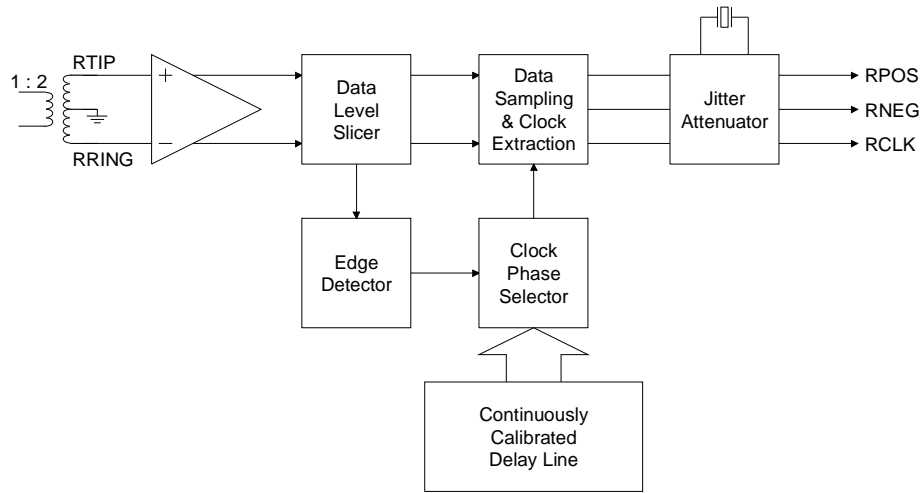 1 : 2
RTIP
+
−
RRING
Data
Level
Slicer
Data
Sampling
& Clock
Extraction
Jitter
Attenuator
RPOS
RNEG
RCLK
Edge
Detector
Clock
Phase
Selector
Continuously
Calibrated
Delay Line